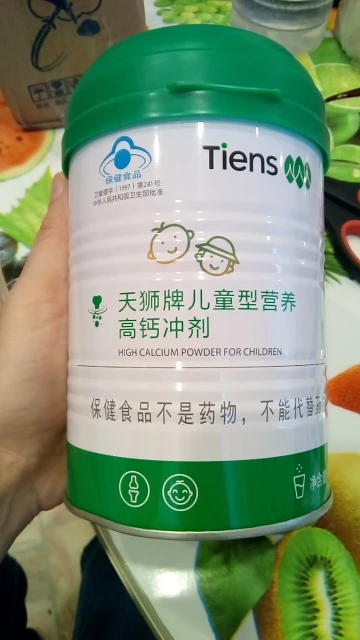 Tiens
保健食品
卫食健字（1997）第241号
中华人民共和国卫生部批准
天狮牌儿童型营养
高钙冲剂
HIGH CALCIUM POWDER FOR CHILDREN
保健食品不是药物，不能代替
净含